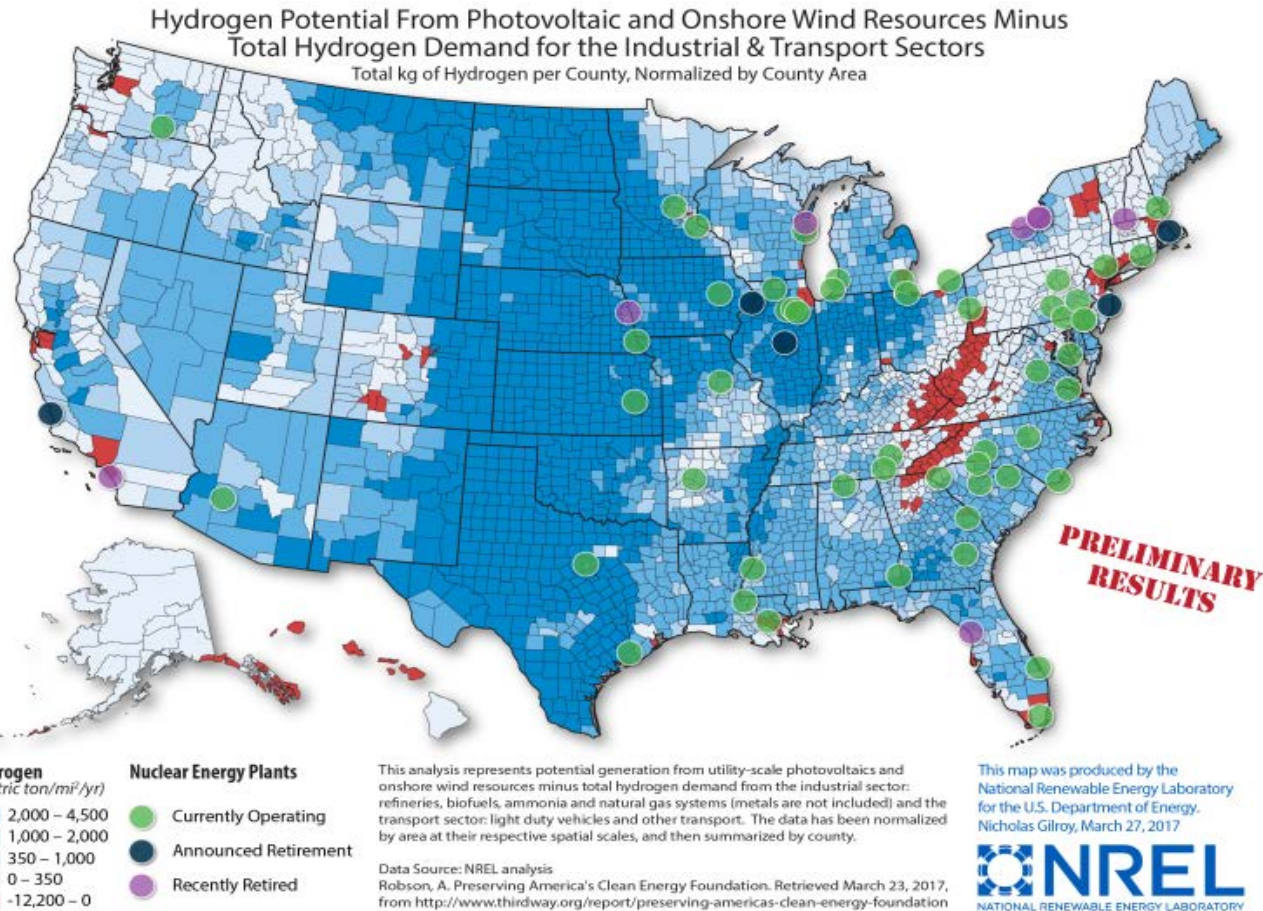 Hydrogen Potential From Photovoltaic and Onshore Wind Resources Minus
Total Hydrogen Demand for the Industrial & Transport Sectors
Total kg of Hydrogen per County, Normalized by County Area
PRELIMINARY
RESULTS
rogen
tric ton/mi²/yr)
2,000 – 4,500
1,000 – 2,000
350 – 1,000
0 – 350
-12,200 – 0
Nuclear Energy Plants
Currently Operating
Announced Retirement
Recently Retired
This analysis represents potential generation from utility-scale photovoltaics and
onshore wind resources minus total hydrogen demand from the industrial sector:
refineries, biofuels, ammonia and natural gas systems (metals are not included) and the
transport sector: light duty vehicles and other transport. The data has been normalized
by area at their respective spatial scales, and then summarized by county.
Data Source: NREL analysis
Robson, A. Preserving America's Clean Energy Foundation. Retrieved March 23, 2017,
from http://www.thirdway.org/report/preserving-americas-clean-energy-foundation
This map was produced by the
National Renewable Energy Laboratory
for the U.S. Department of Energy.
Nicholas Gilroy, March 27, 2017
NREL
NATIONAL RENEWABLE ENERGY LABORATORY